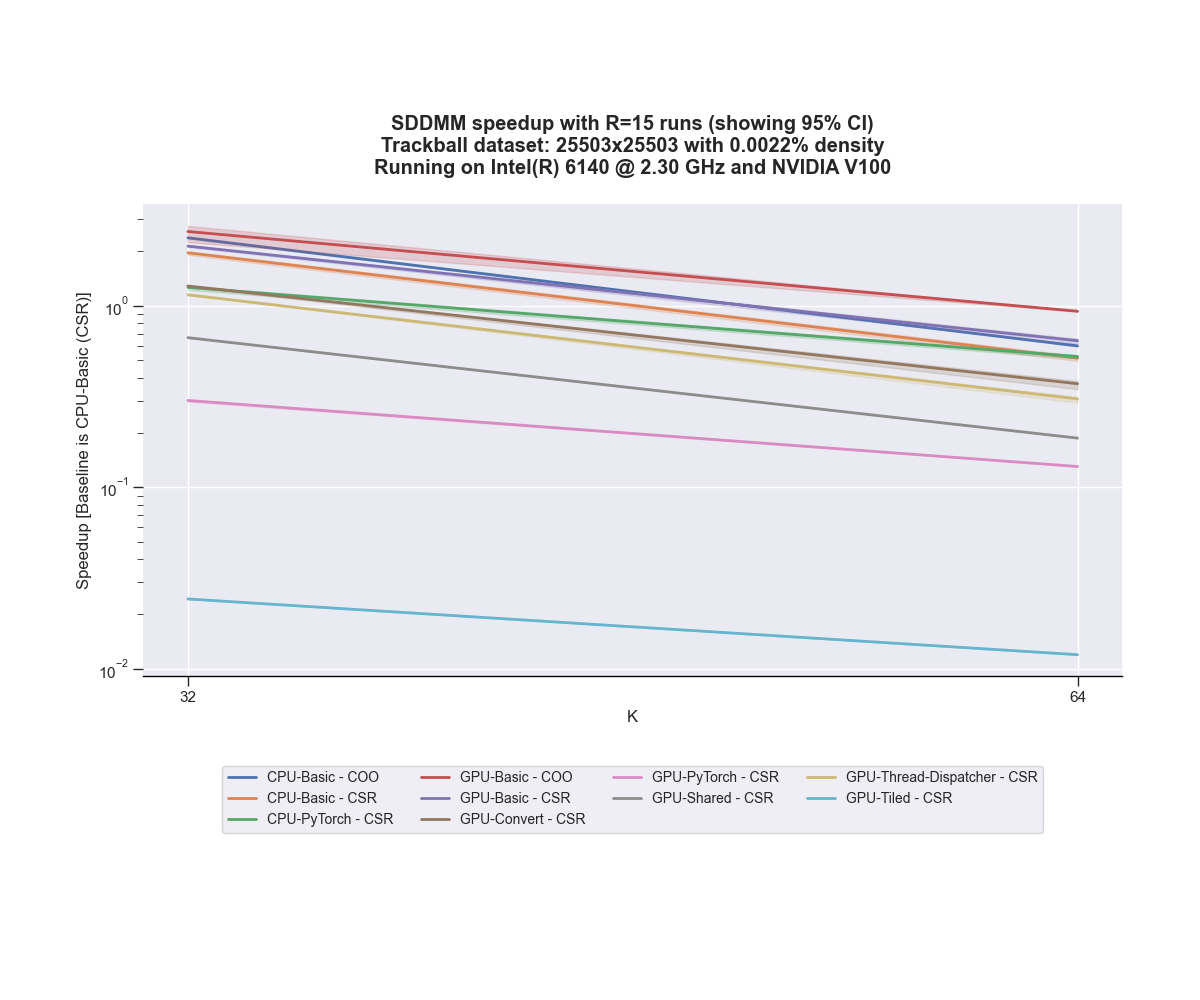 SDDMM speedup with R=15 runs (showing 95% CI)
Trackball dataset: 25503x25503 with 0.0022% density
Running on Intel(R) 6140 @ 2.30 GHz and NVIDIA V100
Speedup [Baseline is CPU-Basic (CSR)]
10^0
10^−1
10^−2
32
64
K
CPU-Basic - COO
CPU-Basic - CSR
CPU-PyTorch - CSR
GPU-Basic - COO
GPU-Basic - CSR
GPU-Convert - CSR
GPU-PyTorch - CSR
GPU-Shared - CSR
GPU-Thread-Dispatcher - CSR
GPU-Tiled - CSR